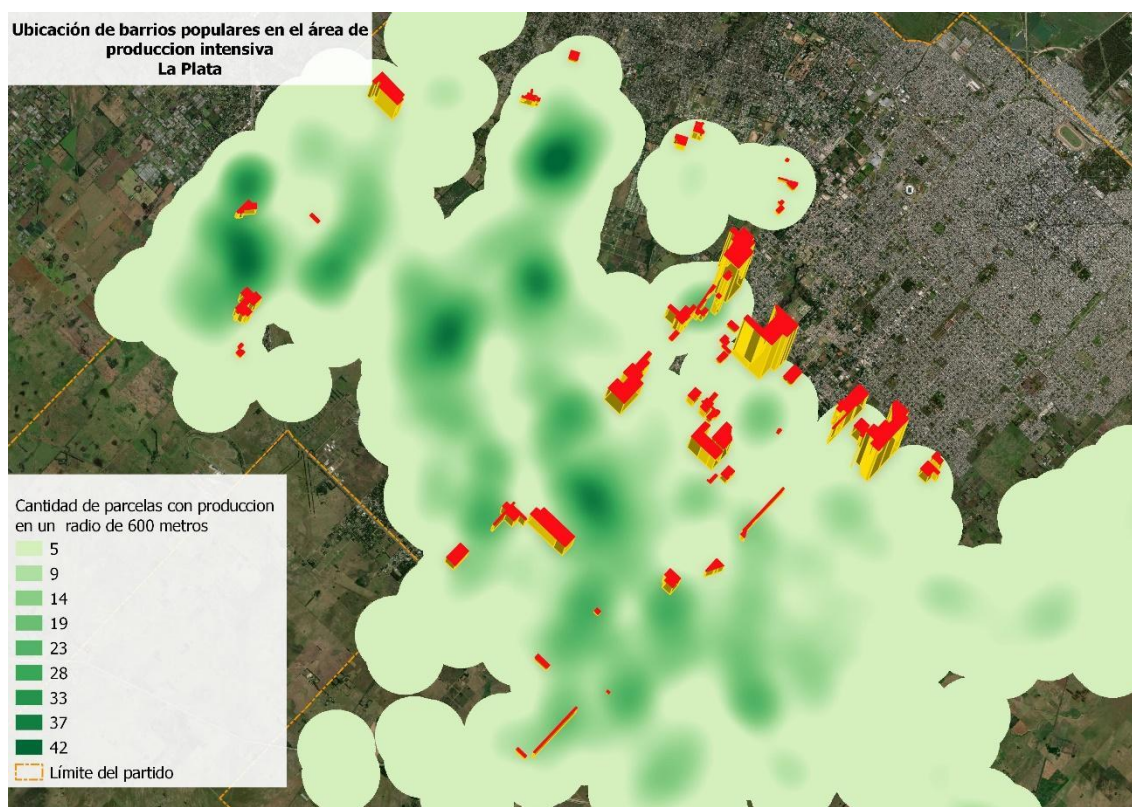 Ubicación de barrios populares en el área de
produccion intensiva
La Plata
Cantidad de parcelas con produccion
en un radio de 600 metros
5
9
14
19
23
28
33
37
42
Límite del partido